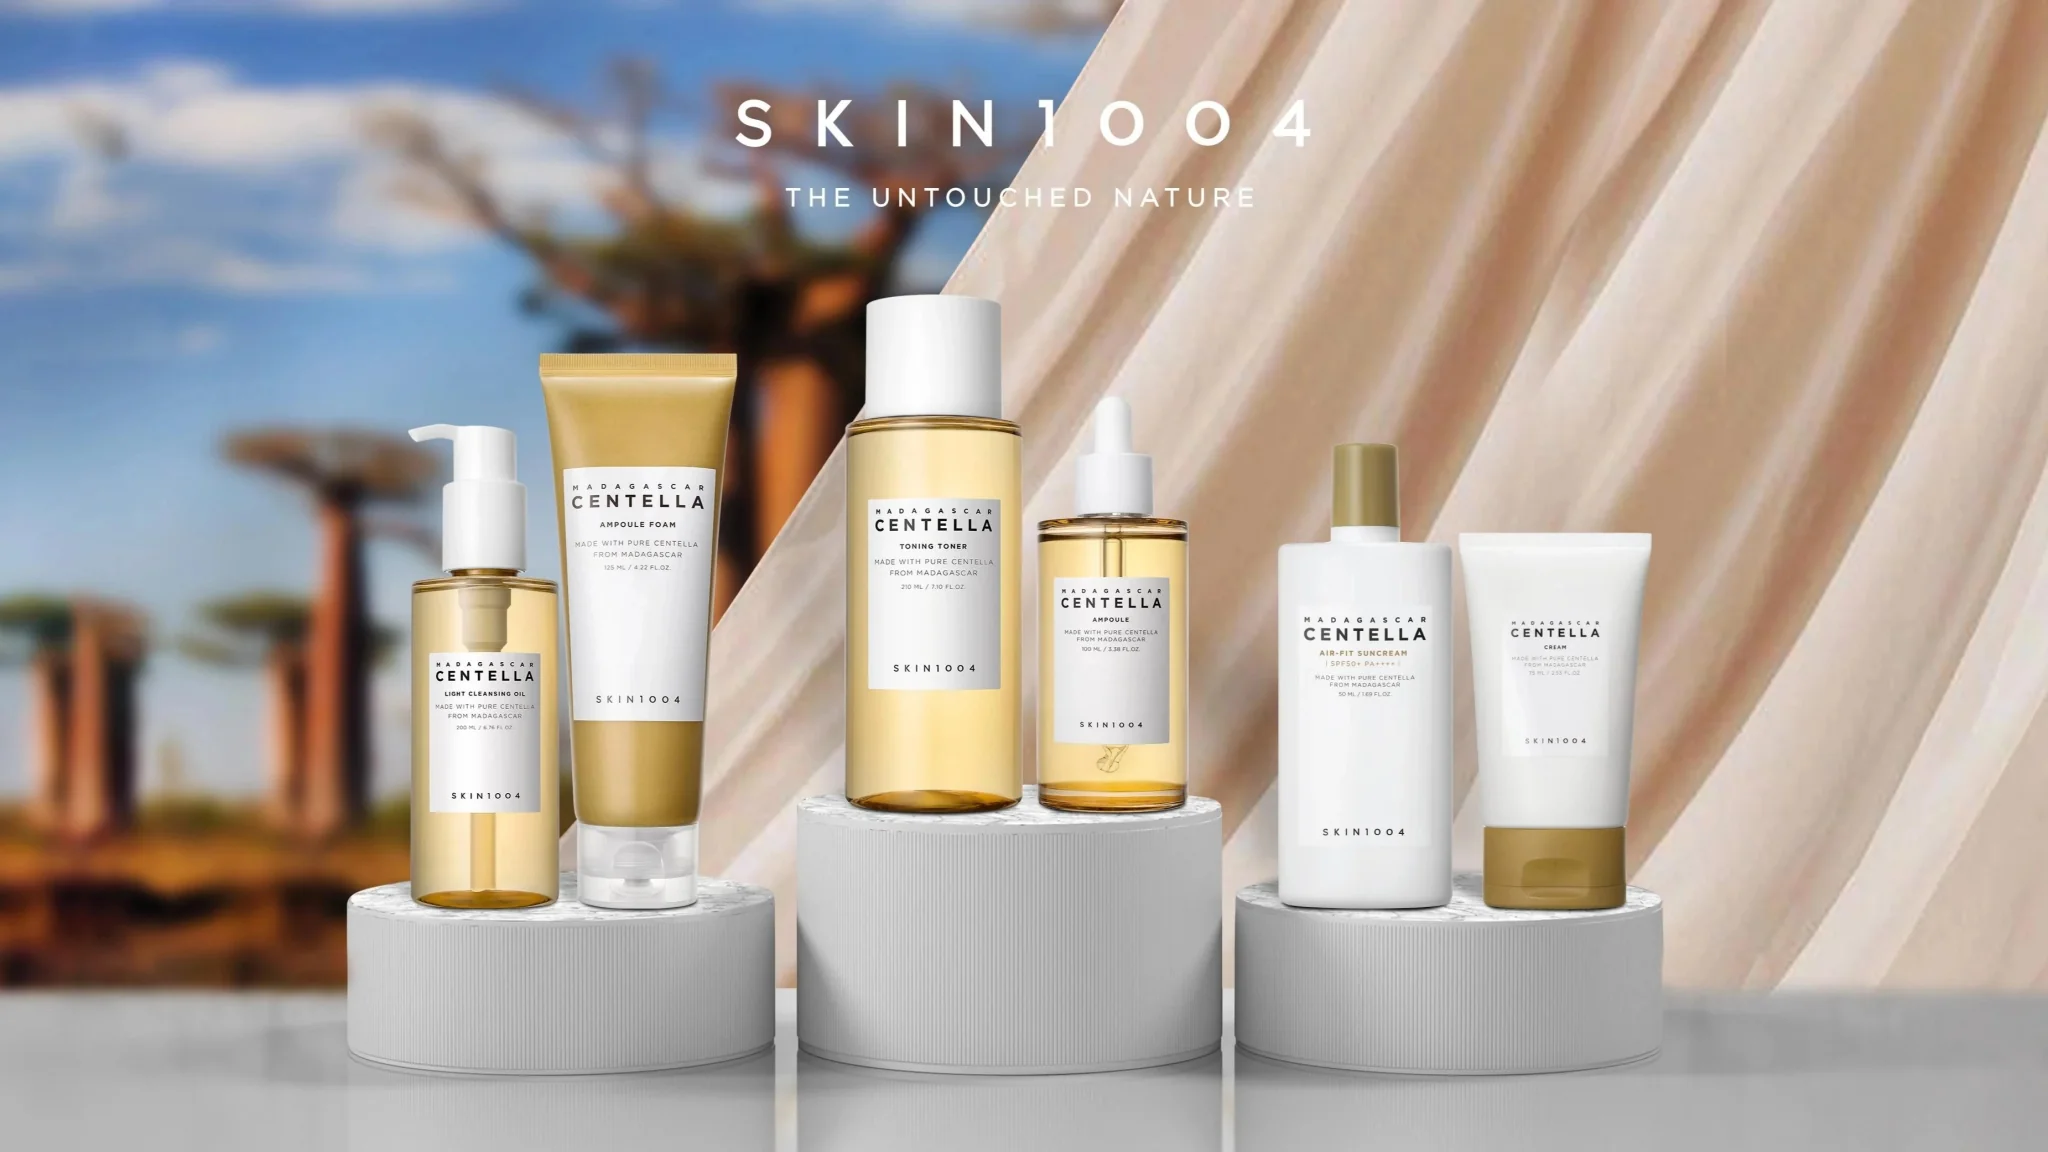 SKIN1004
THE UNTOUCHED NATURE
MADAGASCAR
CENTELLA
LIGHT CLEANSING OIL
MADE WITH PURE CENTELLA
FROM MADAGASCAR
200 ML / 6.76 FL.OZ.
SKIN1004
MADAGASCAR
CENTELLA
AMPOULE FOAM
MADE WITH PURE CENTELLA
FROM MADAGASCAR
125 ML / 4.22 FL.OZ.
SKIN1004
MADAGASCAR
CENTELLA
TONING TONER
MADE WITH PURE CENTELLA
FROM MADAGASCAR
210 ML / 7.10 FL.OZ.
SKIN1004
MADAGASCAR
CENTELLA
AMPOULE
MADE WITH PURE CENTELLA
FROM MADAGASCAR
100 ML / 3.38 FL.OZ.
SKIN1004
MADAGASCAR
CENTELLA
AIR-FIT SUNCREAM
| SPF50+ PA++++ |
MADE WITH PURE CENTELLA
FROM MADAGASCAR
50 ML / 1.69 FL.OZ.
SKIN1004
MADAGASCAR
CENTELLA
CREAM
MADE WITH PURE CENTELLA
FROM MADAGASCAR
75 ML / 2.53 FL.OZ
SKIN1004